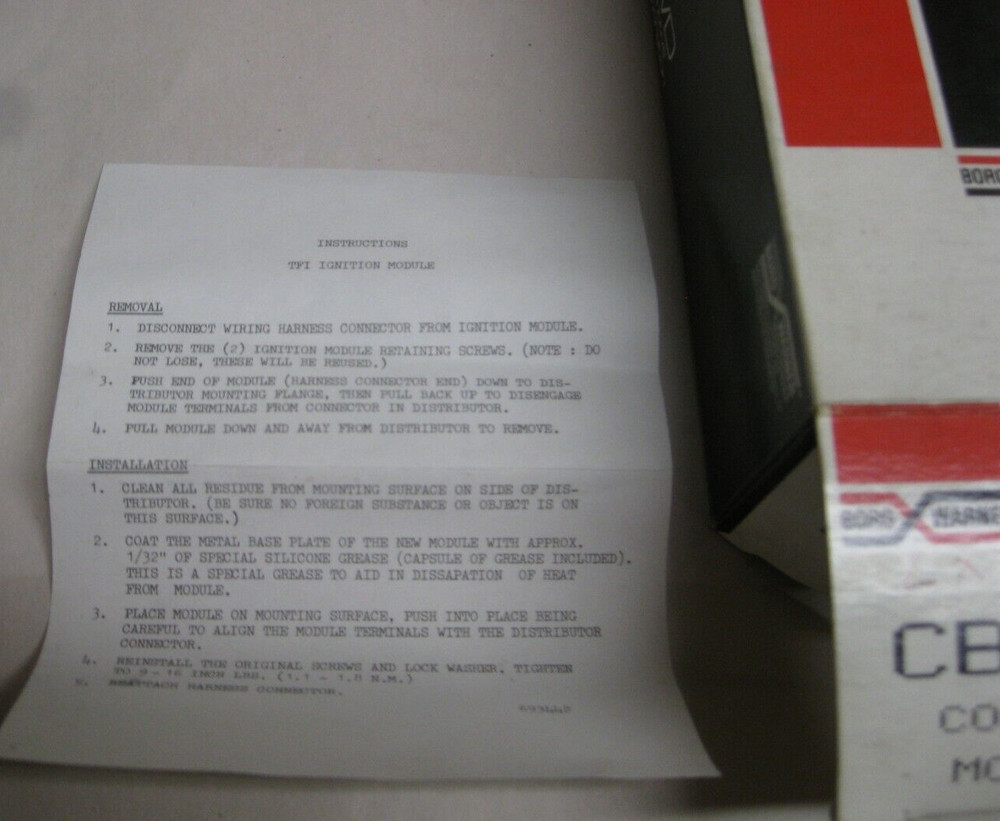 INSTRUCTIONS
TFI IGNITION MODULE
REMOVAL
1. DISCONNECT WIRING HARNESS CONNECTOR FROM IGNITION MODULE.
2. REMOVE THE (2) IGNITION MODULE RETAINING SCREWS. (NOTE : DO
NOT LOSE, THESE WILL BE REUSED.)
3. PUSH END OF MODULE (HARNESS CONNECTOR END) DOWN TO DIS-
TRIBUTOR MOUNTING FLANGE, THEN PULL BACK UP TO DISENGAGE
MODULE TERMINALS FROM CONNECTOR IN DISTRIBUTOR.
4. PULL MODULE DOWN AND AWAY FROM DISTRIBUTOR TO REMOVE.
INSTALLATION
1. CLEAN ALL RESIDUE FROM MOUNTING SURFACE ON SIDE OF DIS-
TRIBUTOR. (BE SURE NO FOREIGN SUBSTANCE OR OBJECT IS ON
THIS SURFACE.)
2. COAT THE METAL BASE PLATE OF THE NEW MODULE WITH APPROX.
1/32" OF SPECIAL SILICONE GREASE (CAPSULE OF GREASE INCLUDED).
THIS IS A SPECIAL GREASE TO AID IN DISSAPATION OF HEAT
FROM MODULE.
3. PLACE MODULE ON MOUNTING SURFACE, PUSH INTO PLACE BEING
CAREFUL TO ALIGN THE MODULE TERMINALS WITH THE DISTRIBUTOR
CONNECTOR.
4. REINSTALL THE ORIGINAL SCREWS AND LOCK WASHER. TIGHTEN
TO 9 - 16 INCH LBS. (1.1 - 1.8 N.M.)
5. REATTACH HARNESS CONNECTOR.
BORG
BORG WARNE
CB
CO
MO